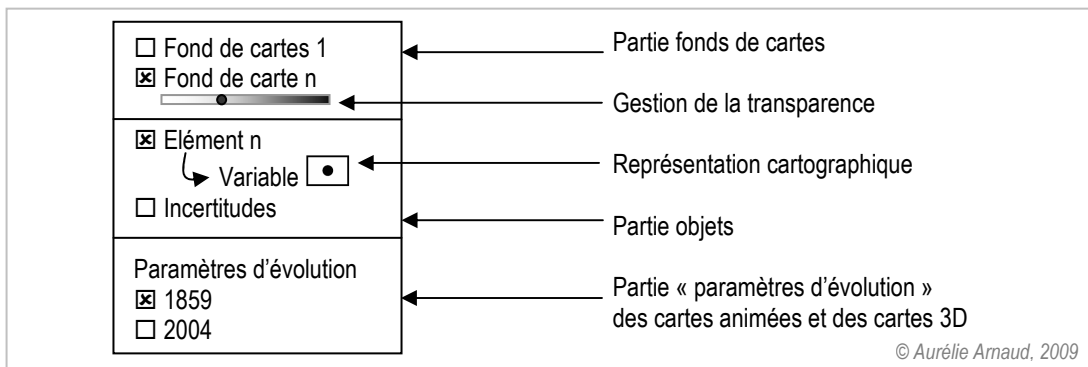 Fond de cartes 1
Fond de carte n
Elément n
Variable
Incertitudes
Paramètres d'évolution
1859
2004
Partie fonds de cartes
Gestion de la transparence
Représentation cartographique
Partie objets
Partie « paramètres d'évolution »
des cartes animées et des cartes 3D
© Aurélie Arnaud, 2009